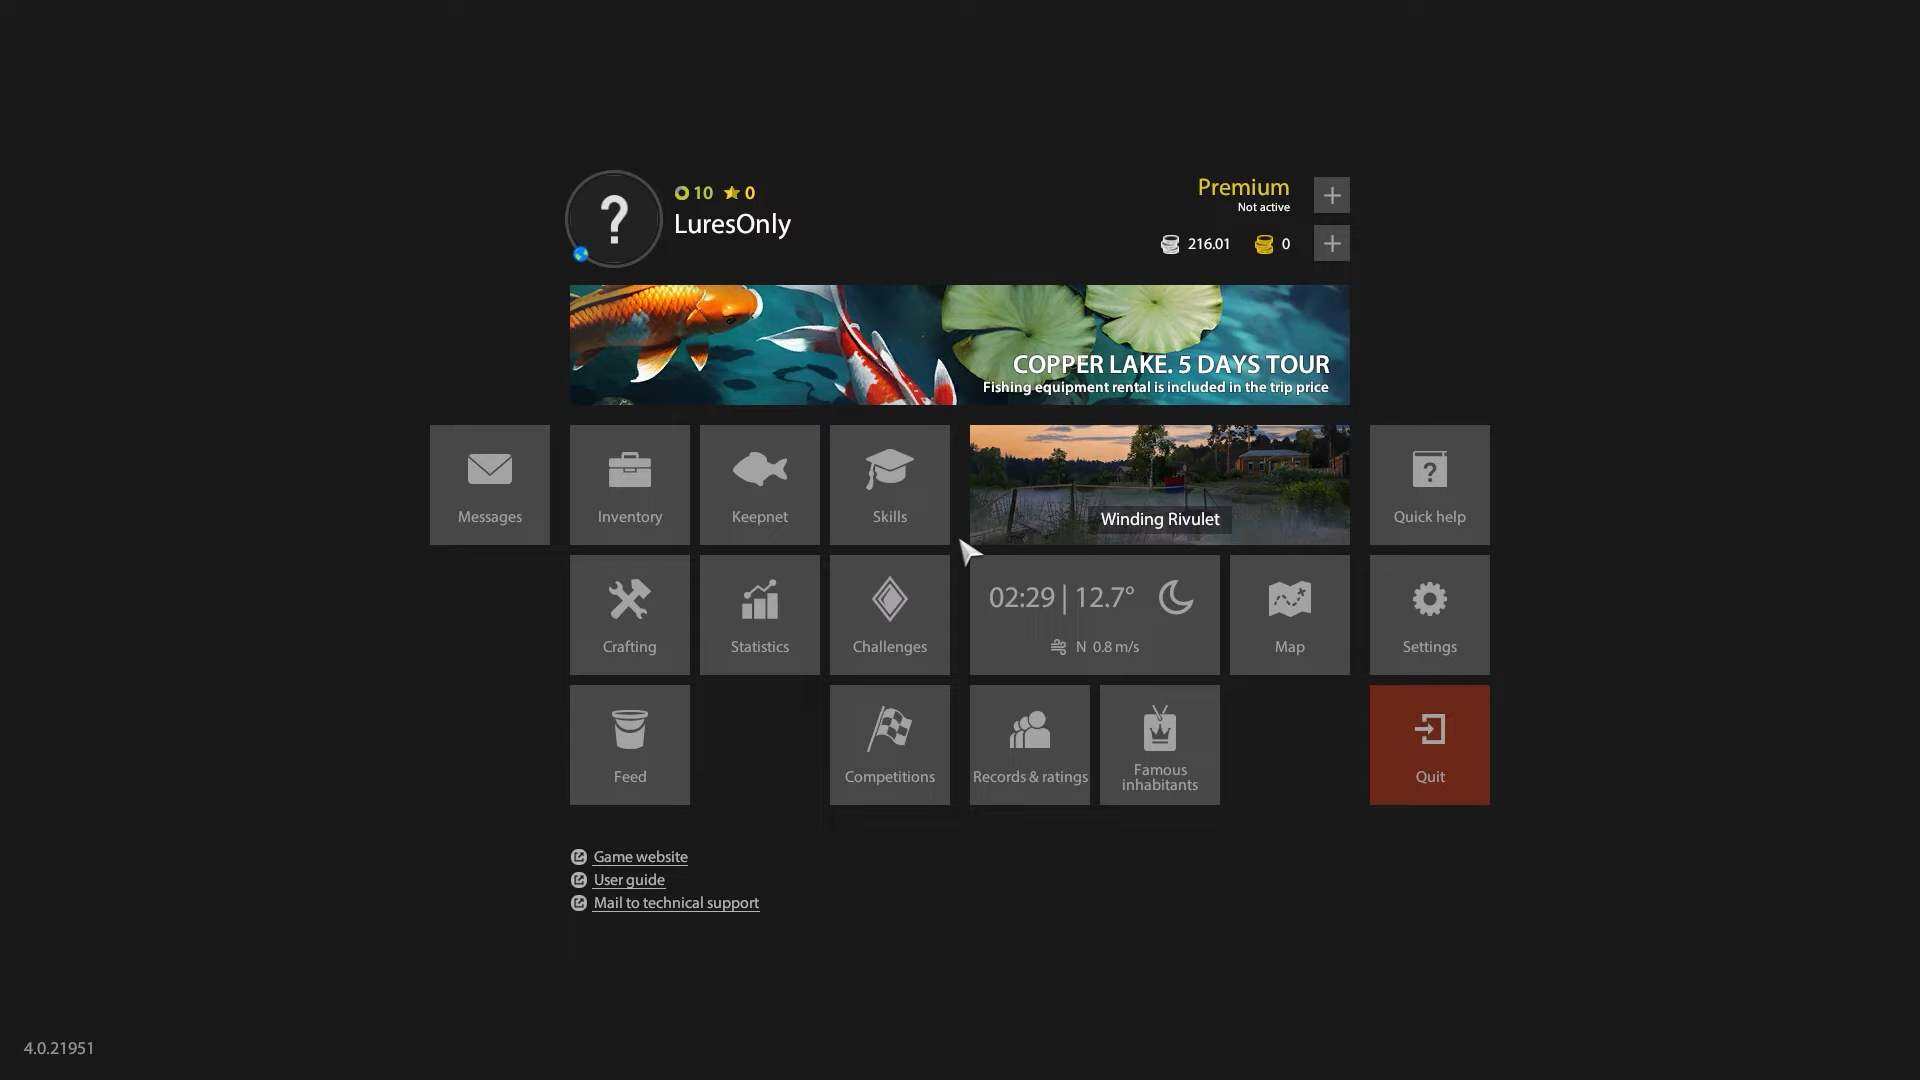 10 0
LuresOnly
Premium
Not active
216.01 0
COPPER LAKE. 5 DAYS TOUR
Fishing equipment rental is included in the trip price
Messages
Inventory
Keepnet
Skills
Winding Rivulet
Quick help
Crafting
Statistics
Challenges
02:29 | 12.7°
N 0.8 m/s
Map
Settings
Feed
Competitions
Records & ratings
Famous
inhabitants
Quit
Game website
User guide
Mail to technical support
4.0.21951